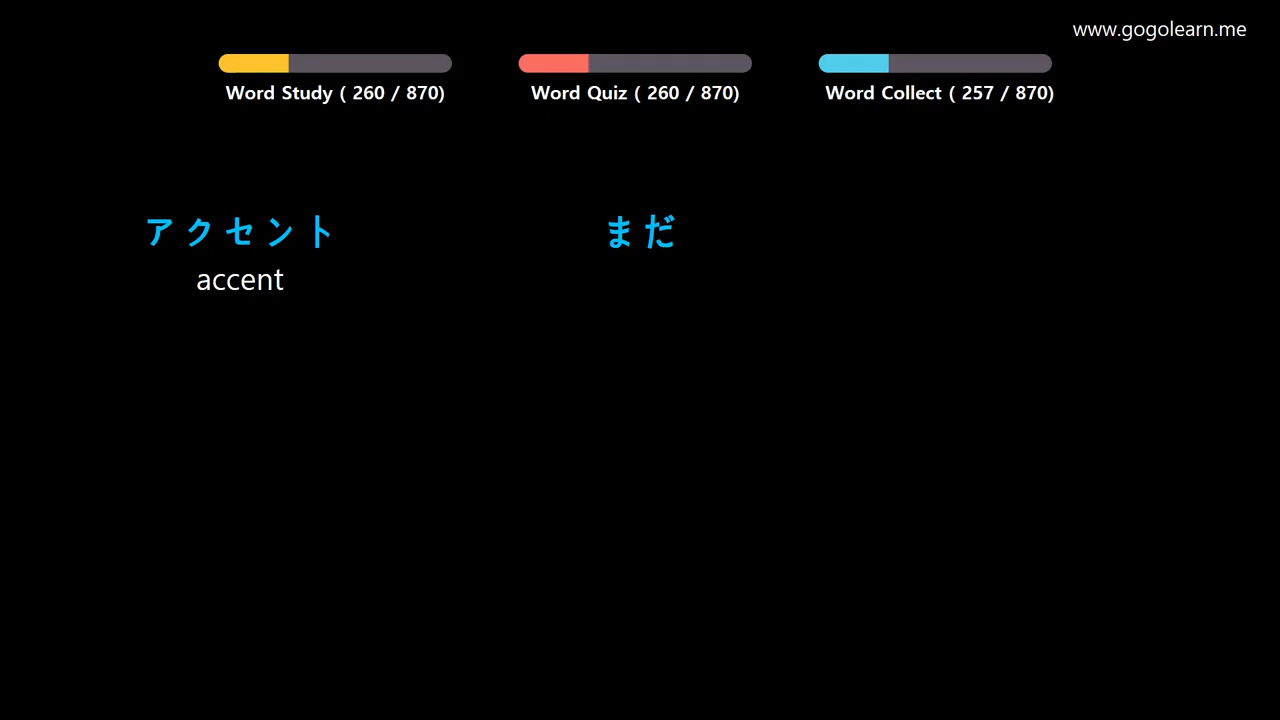 www.gogolearn.me
Word Study ( 260 / 870)
Word Quiz ( 260 / 870)
Word Collect ( 257 / 870)
アクセント
まだ
accent